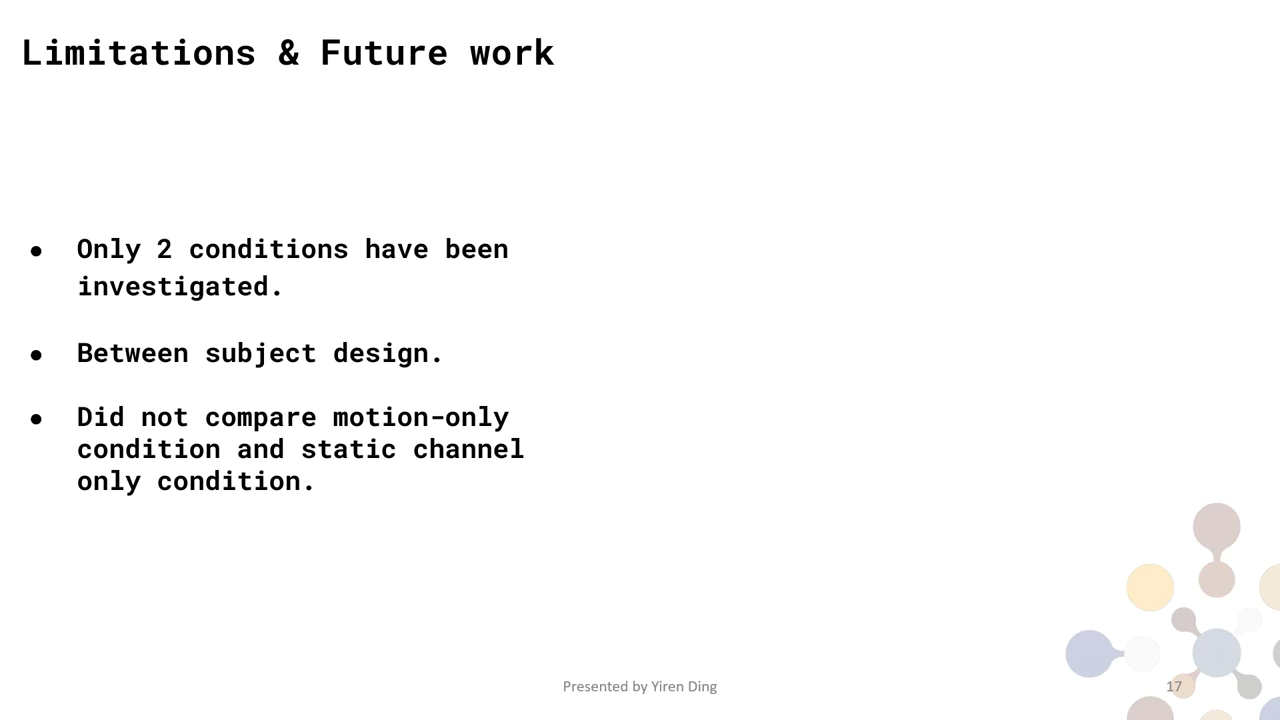 Limitations & Future work
● Only 2 conditions have been
investigated.
● Between subject design.
● Did not compare motion-only
condition and static channel
only condition.
Presented by Yiren Ding
17